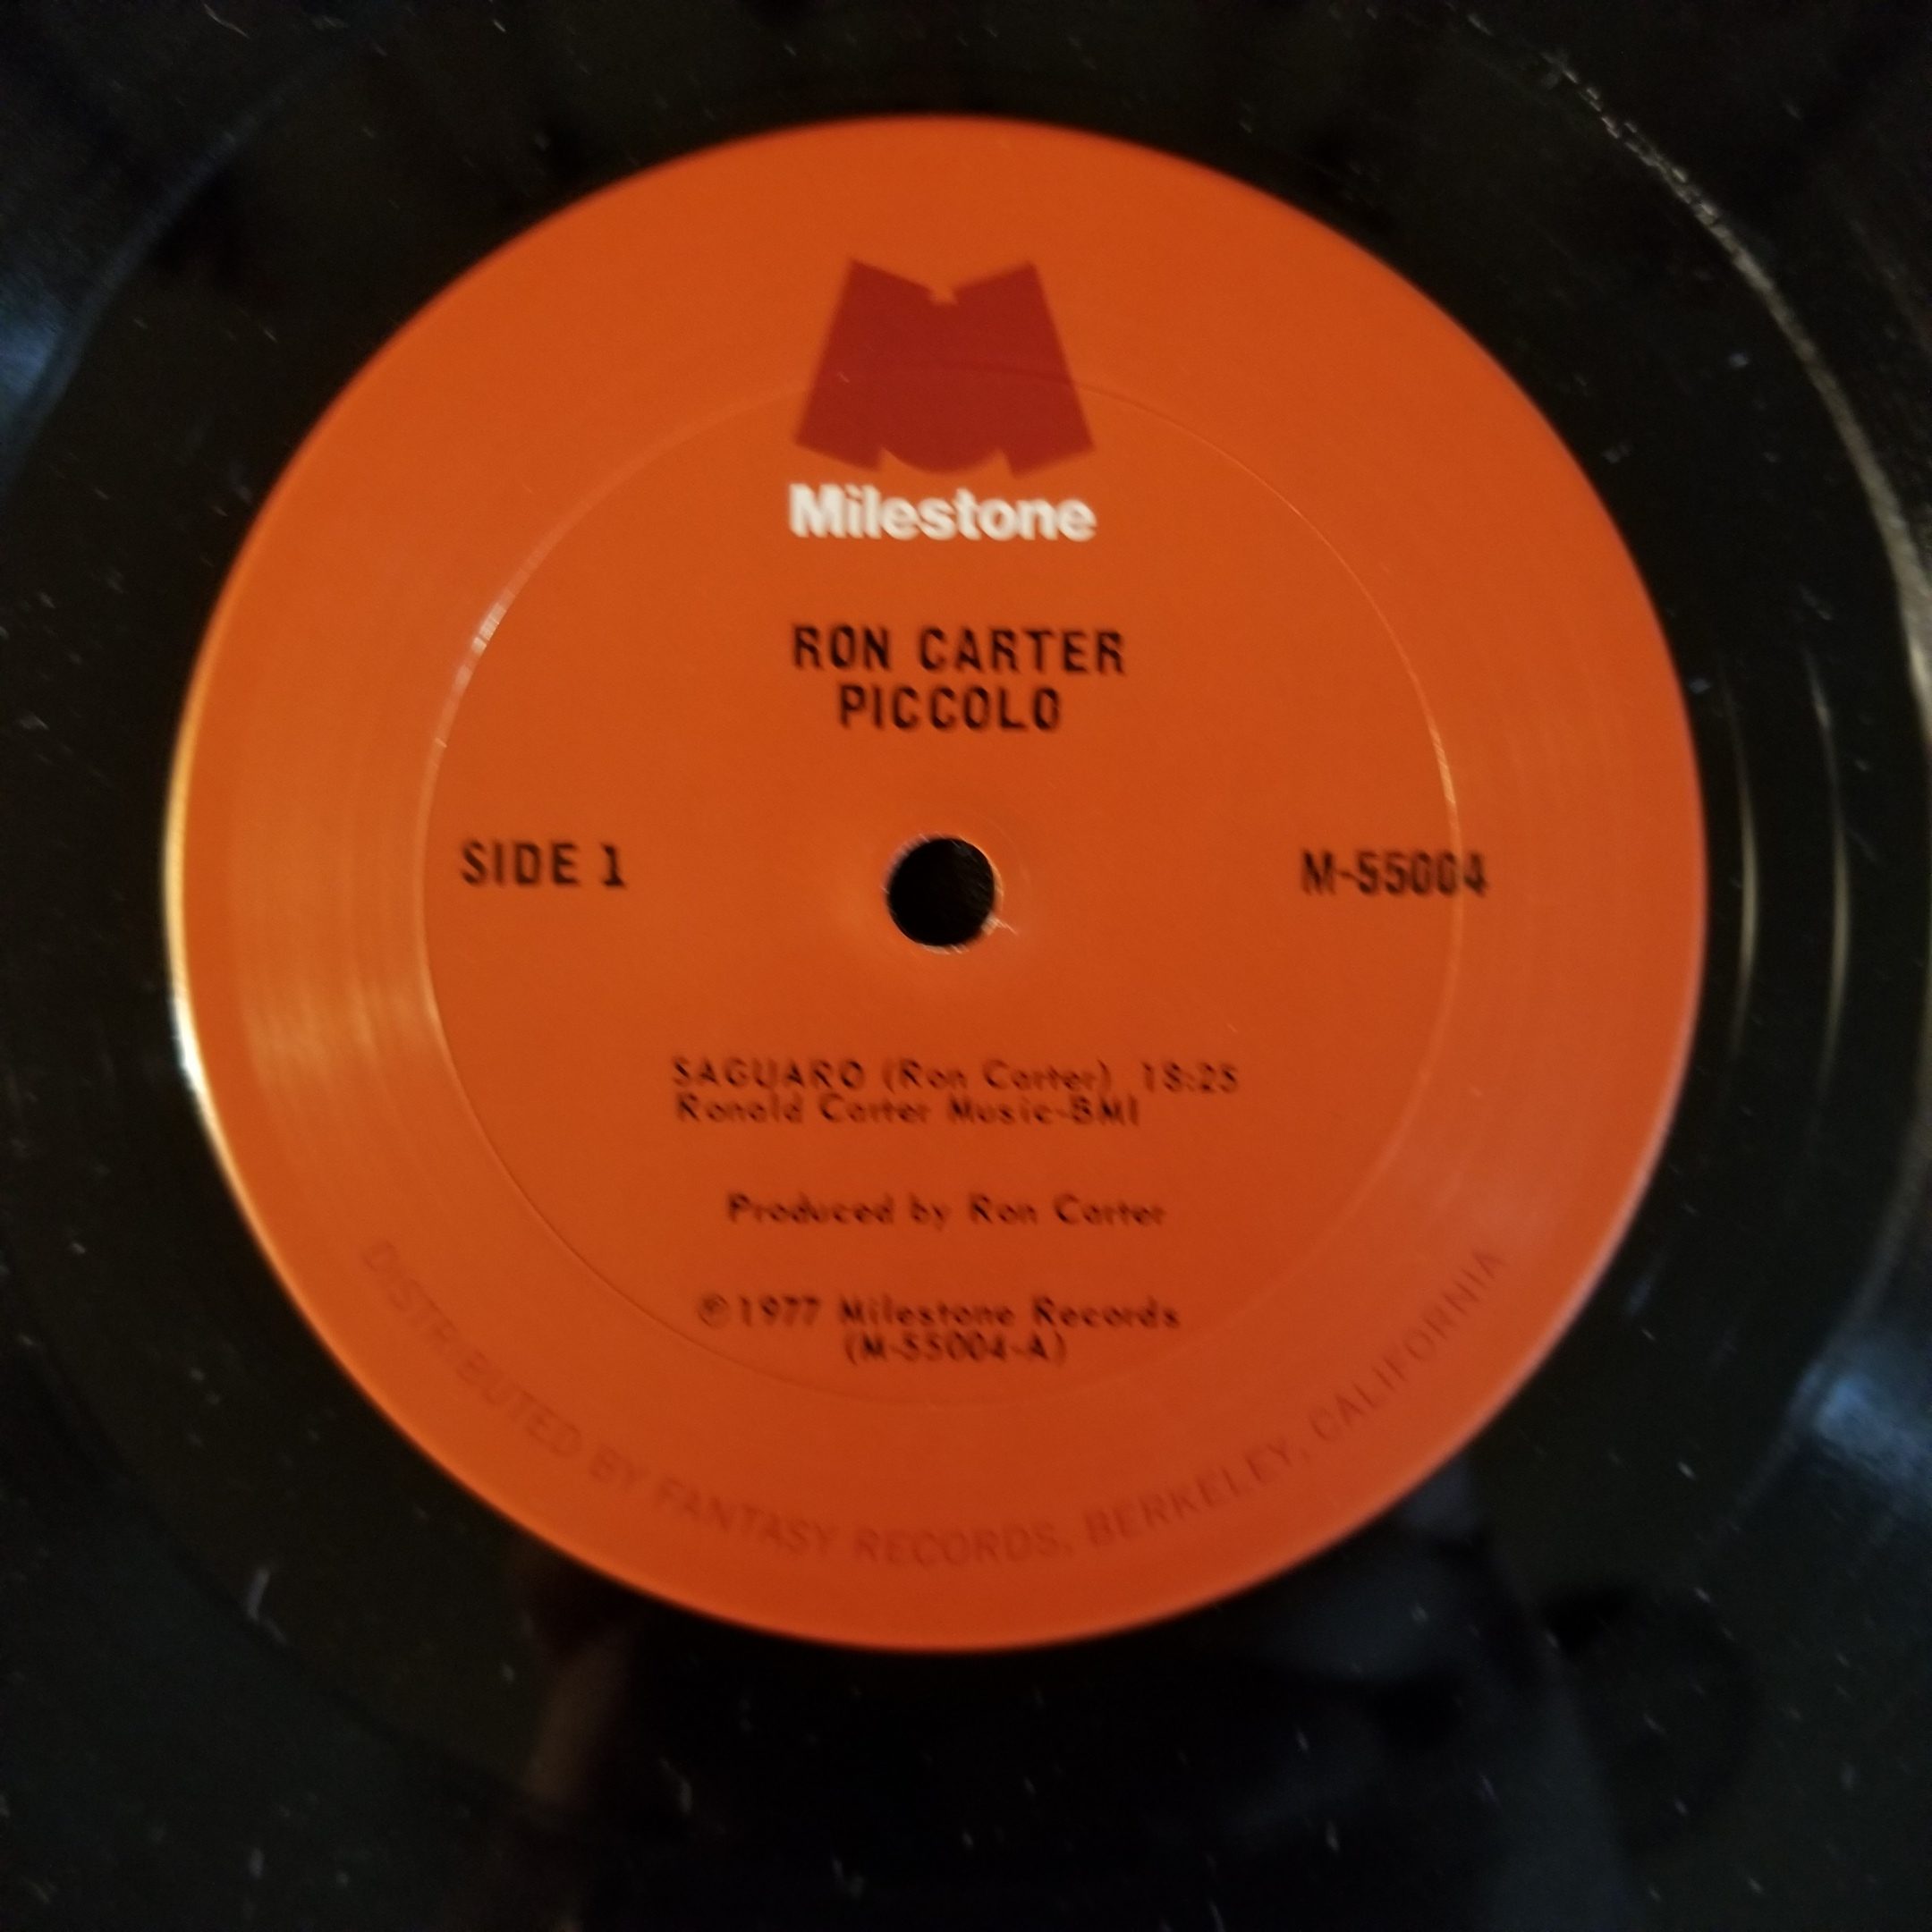 Milestone
RON CARTER
PICCOLO
SIDE 1
M-55004
SAGUARO (Ron Carter) 18:25
Ronald Carter Music-BMI
Produced by Ron Carter
℗1977 Milestone Records
(M-55004-A)
DISTRIBUTED BY FANTASY RECORDS, BERKELEY, CALIFORNIA